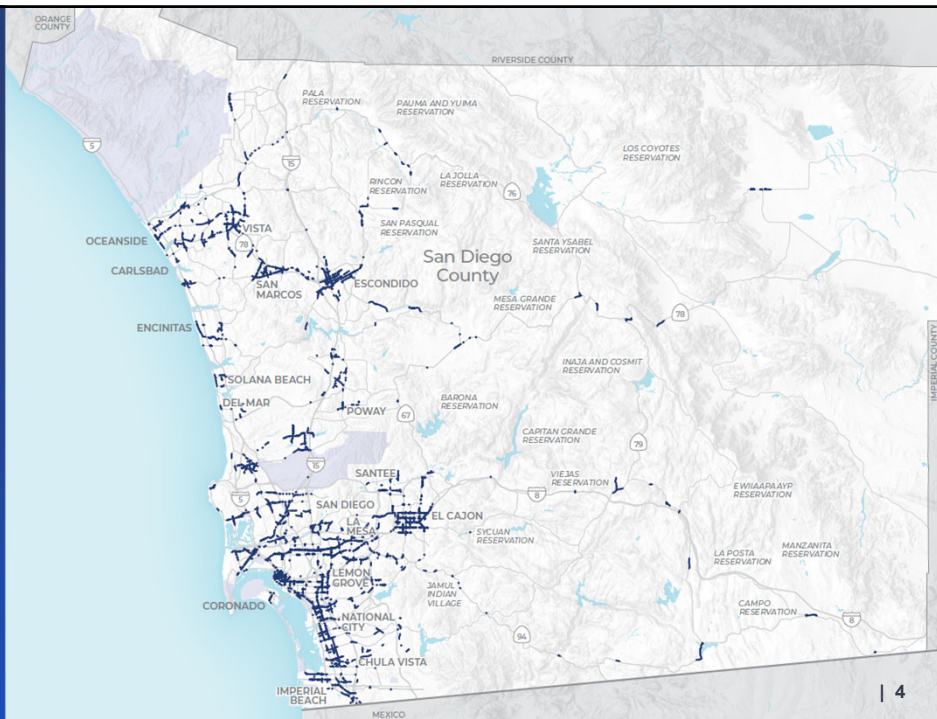 ORANGE
COUNTY
RIVERSIDE COUNTY
PALA
RESERVATION
PAUMA AND YUIMA
RESERVATION
5
15
LOS COYOTES
RESERVATION
RINCON
RESERVATION
LA JOLLA
RESERVATION
76
SAN PASQUAL
RESERVATION
VISTA
OCEANSIDE
78
SANTA YSABEL
RESERVATION
San Diego
County
CARLSBAD
SAN
MARCOS
ESCONDIDO
MESA GRANDE
RESERVATION
78
ENCINITAS
IMPERIAL COUNTY
INAJA AND COSMIT
RESERVATION
SOLANA BEACH
DEL MAR
POWAY
67
BARONA
RESERVATION
CAPITAN GRANDE
RESERVATION
79
15
SANTEE
VIEJAS
RESERVATION
EWIIAAPAAYP
RESERVATION
5
8
SAN DIEGO
EL CAJON
LA
MESA
SYCUAN
RESERVATION
LA POSTA
RESERVATION
MANZANITA
RESERVATION
LEMON
GROVE
JAMUL
INDIAN
VILLAGE
CORONADO
CAMPO
RESERVATION
8
NATIONAL
CITY
94
CHULA VISTA
IMPERIAL
BEACH
MEXICO
| 4